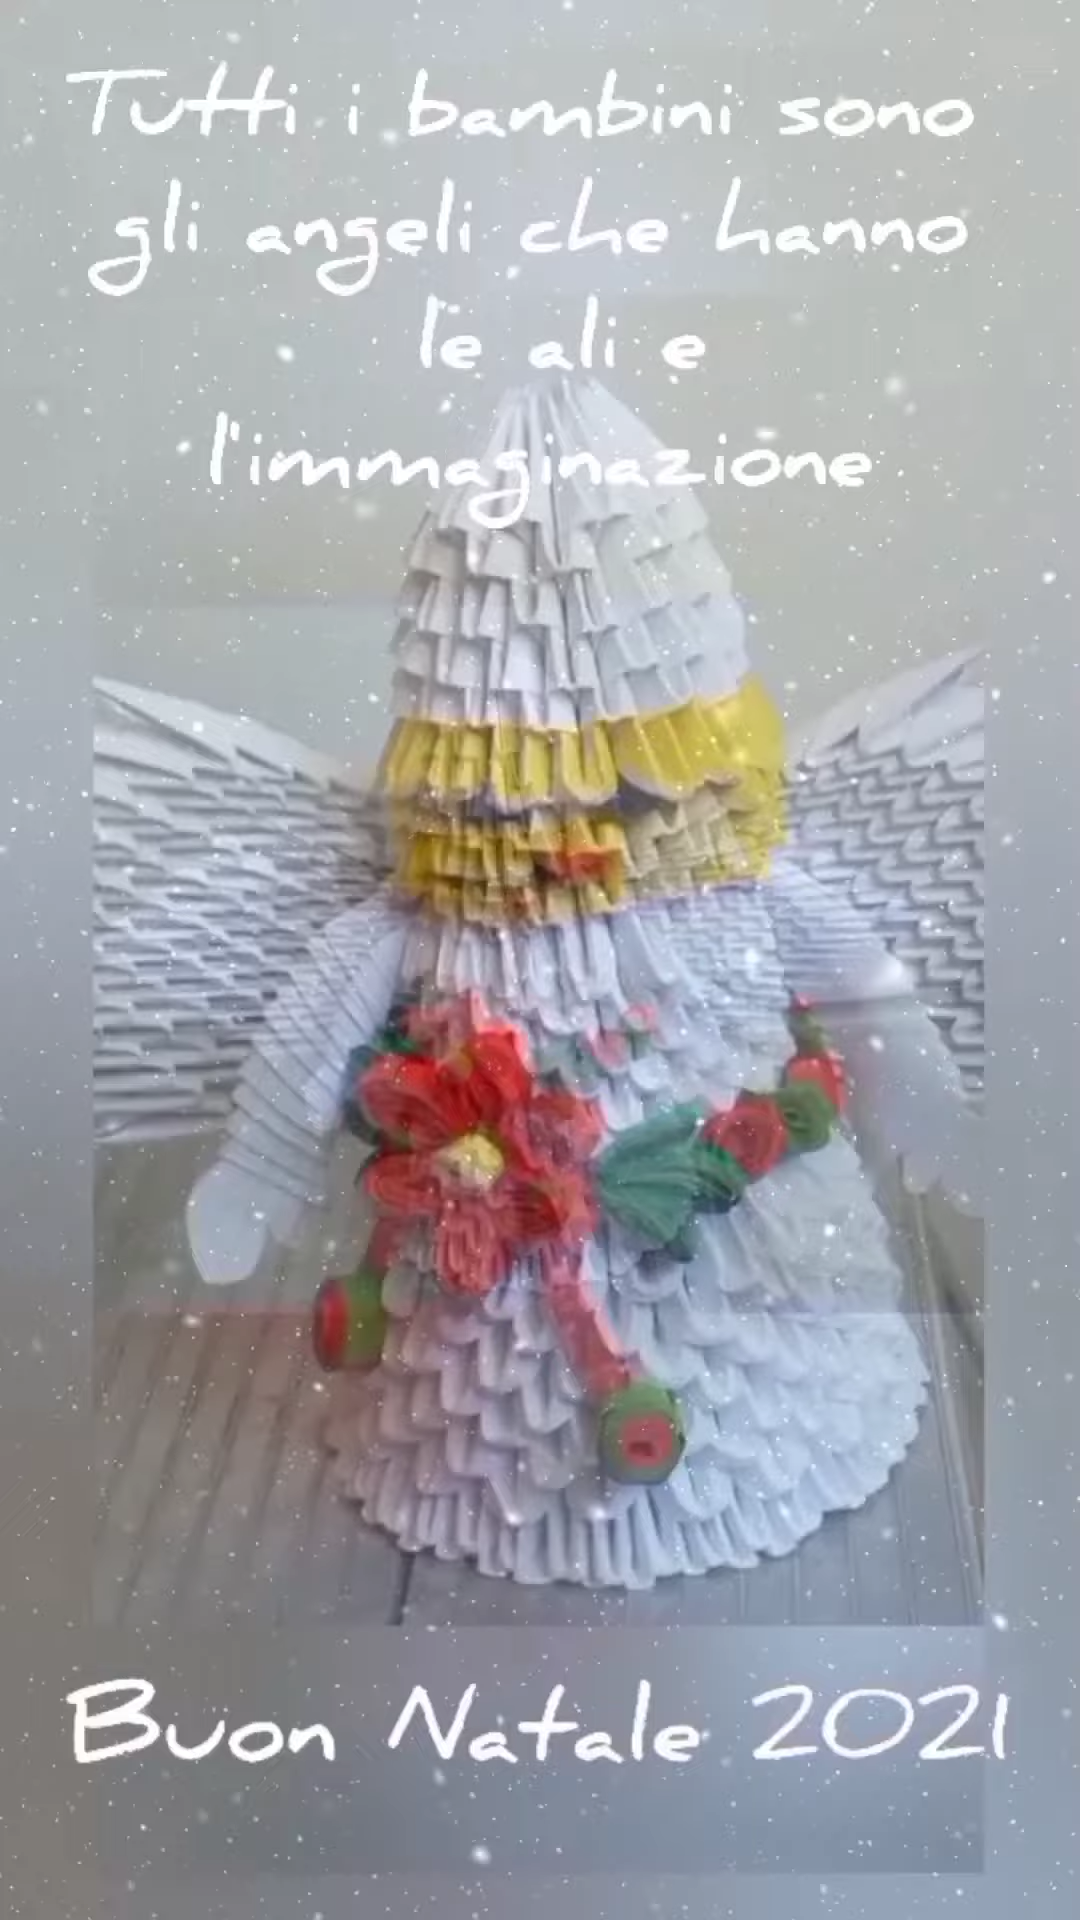 Tutti i bambini sono
gli angeli che hanno
le ali e
l'immaginazione
Buon Natale 2021